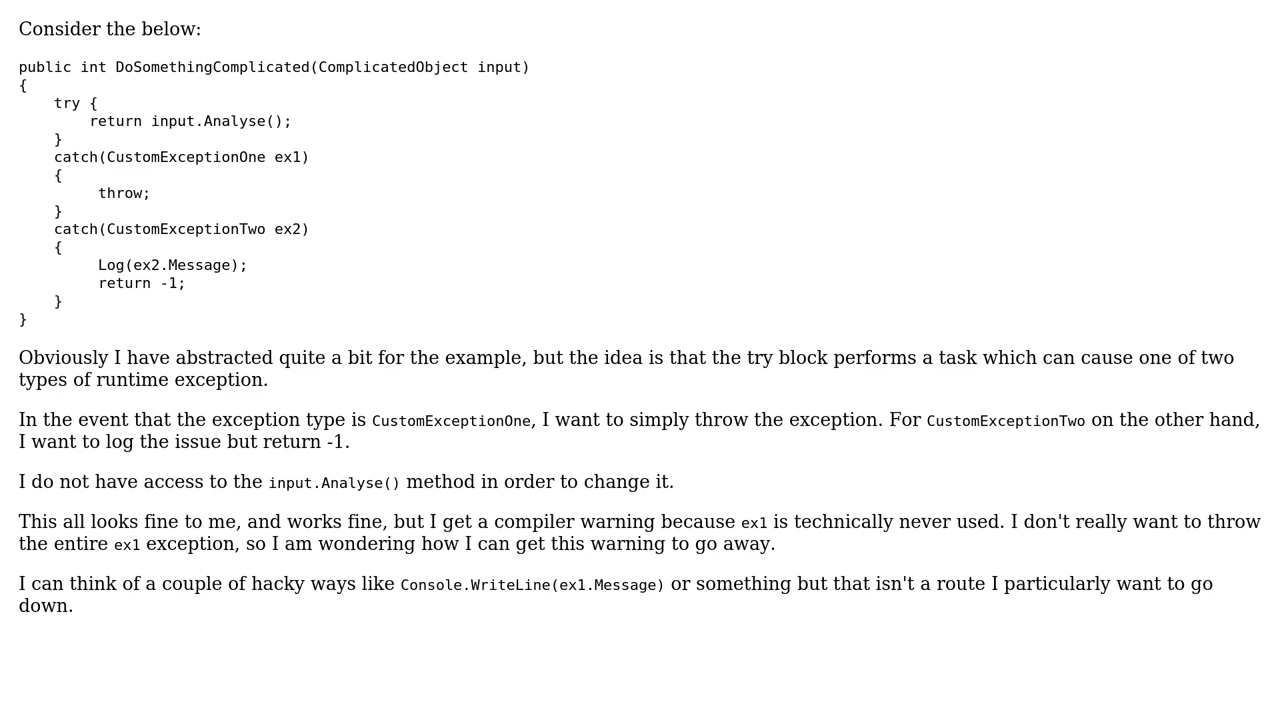 Consider the below:
public int DoSomethingComplicated(ComplicatedObject input)
{
    try {
        return input.Analyse();
    }
    catch(CustomExceptionOne ex1)
    {
         throw;
    }
    catch(CustomExceptionTwo ex2)
    {
         Log(ex2.Message);
         return -1;
    }
}
Obviously I have abstracted quite a bit for the example, but the idea is that the try block performs a task which can cause one of two
types of runtime exception.
In the event that the exception type is CustomExceptionOne, I want to simply throw the exception. For CustomExceptionTwo on the other hand,
I want to log the issue but return -1.
I do not have access to the input.Analyse() method in order to change it.
This all looks fine to me, and works fine, but I get a compiler warning because ex1 is technically never used. I don't really want to throw
the entire ex1 exception, so I am wondering how I can get this warning to go away.
I can think of a couple of hacky ways like Console.WriteLine(ex1.Message) or something but that isn't a route I particularly want to go
down.